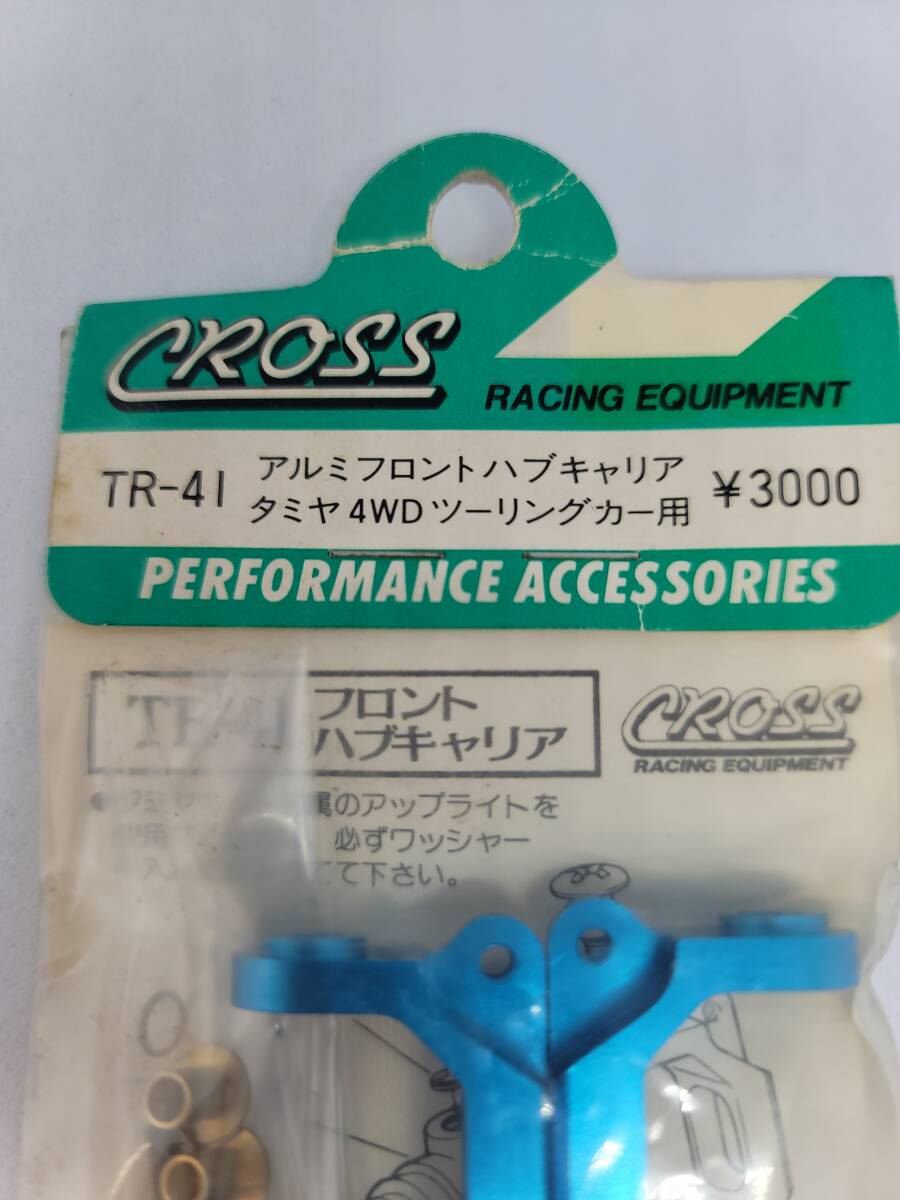 CROSS
RACING EQUIPMENT
TR-41
アルミフロントハブキャリア
タミヤ4WDツーリングカー用
¥3000
PERFORMANCE ACCESSORIES
フロント
ハブキャリア
CROSS
RACING EQUIPMENT
のアップライトを
必ずワッシャー
て下さい。